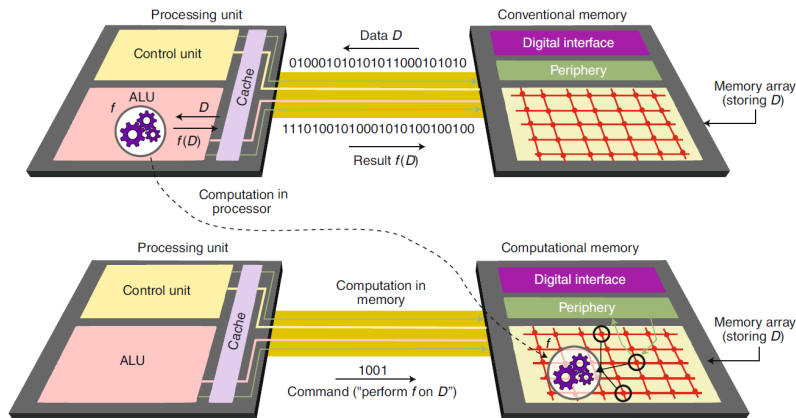 Processing unit
Conventional memory
Control unit
Cache
ALU
f
D
f(D)
Data D
010001010101011000101010
1110100101000101010010010​0
Result f(D)
Digital interface
Periphery
Memory array
(storing D)
Computation in
processor
Processing unit
Computational memory
Control unit
Cache
ALU
Computation in
memory
1001
Command ("perform f on D")
Digital interface
Periphery
f
Memory array
(storing D)